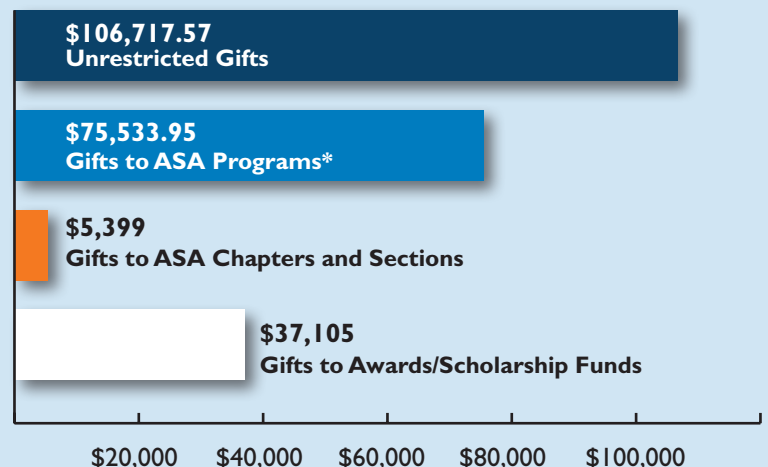 $106,717.57
Unrestricted Gifts
$75,533.95
Gifts to ASA Programs*
$5,399
Gifts to ASA Chapters and Sections
$37,105
Gifts to Awards/Scholarship Funds
$20,000 $40,000 $60,000 $80,000 $100,000